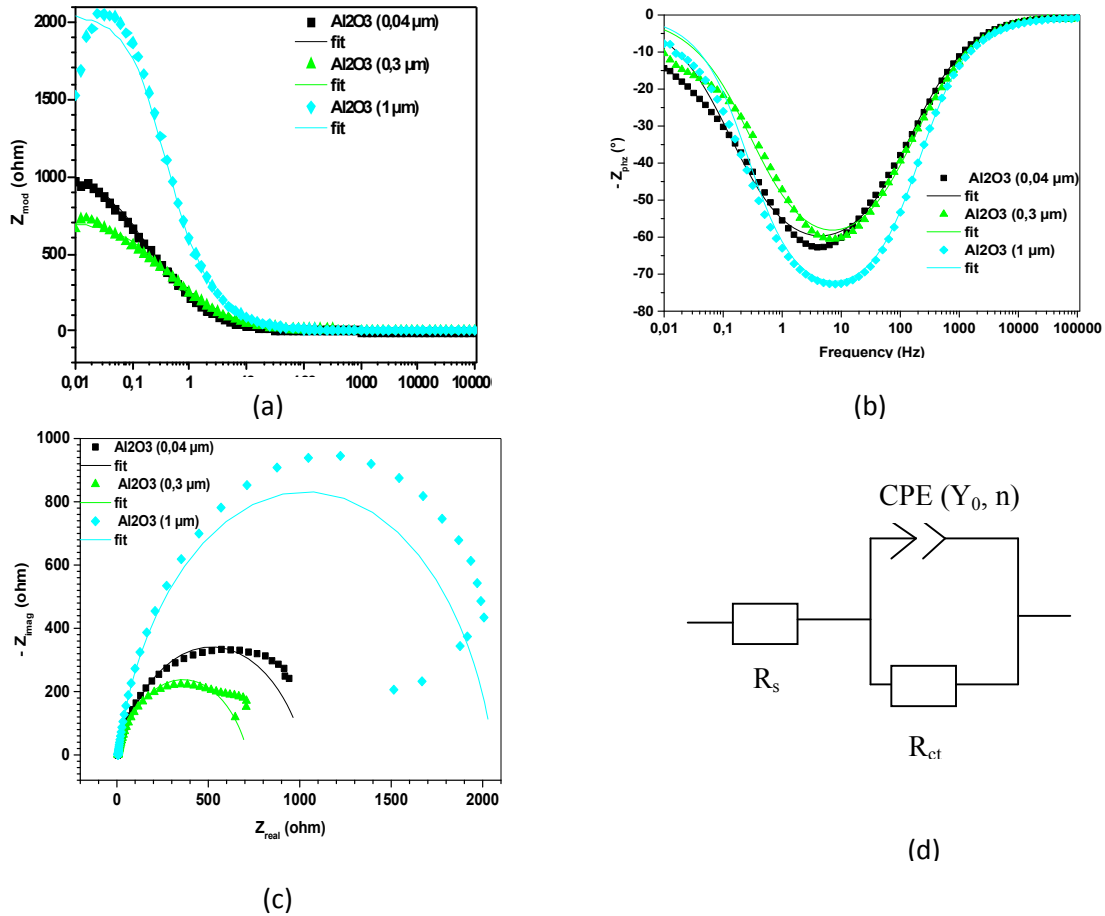 2000
1500
1000
500
0
Z_mod (ohm)
Al2O3 (0,04 µm)
fit
Al2O3 (0,3 µm)
fit
Al2O3 (1 µm)
fit
0,01 0,1 1 10 100 1000 10000
(a)
0
-10
-20
-30
-40
-50
-60
-70
-80
- Z_phz (°)
Al2O3 (0,04 µm)
fit
Al2O3 (0,3 µm)
fit
Al2O3 (1 µm)
fit
0,01 0,1 1 10 100 1000 10000 100000 1000000
Frequency (Hz)
(b)
1000
800
600
400
200
0
- Z_imag (ohm)
Al2O3 (0,04 µm)
fit
Al2O3 (0,3 µm)
fit
Al2O3 (1 µm)
fit
0 500 1000 1500 2000
Z_real (ohm)
(c)
CPE (Y₀, n)
R_s
R_ct
(d)